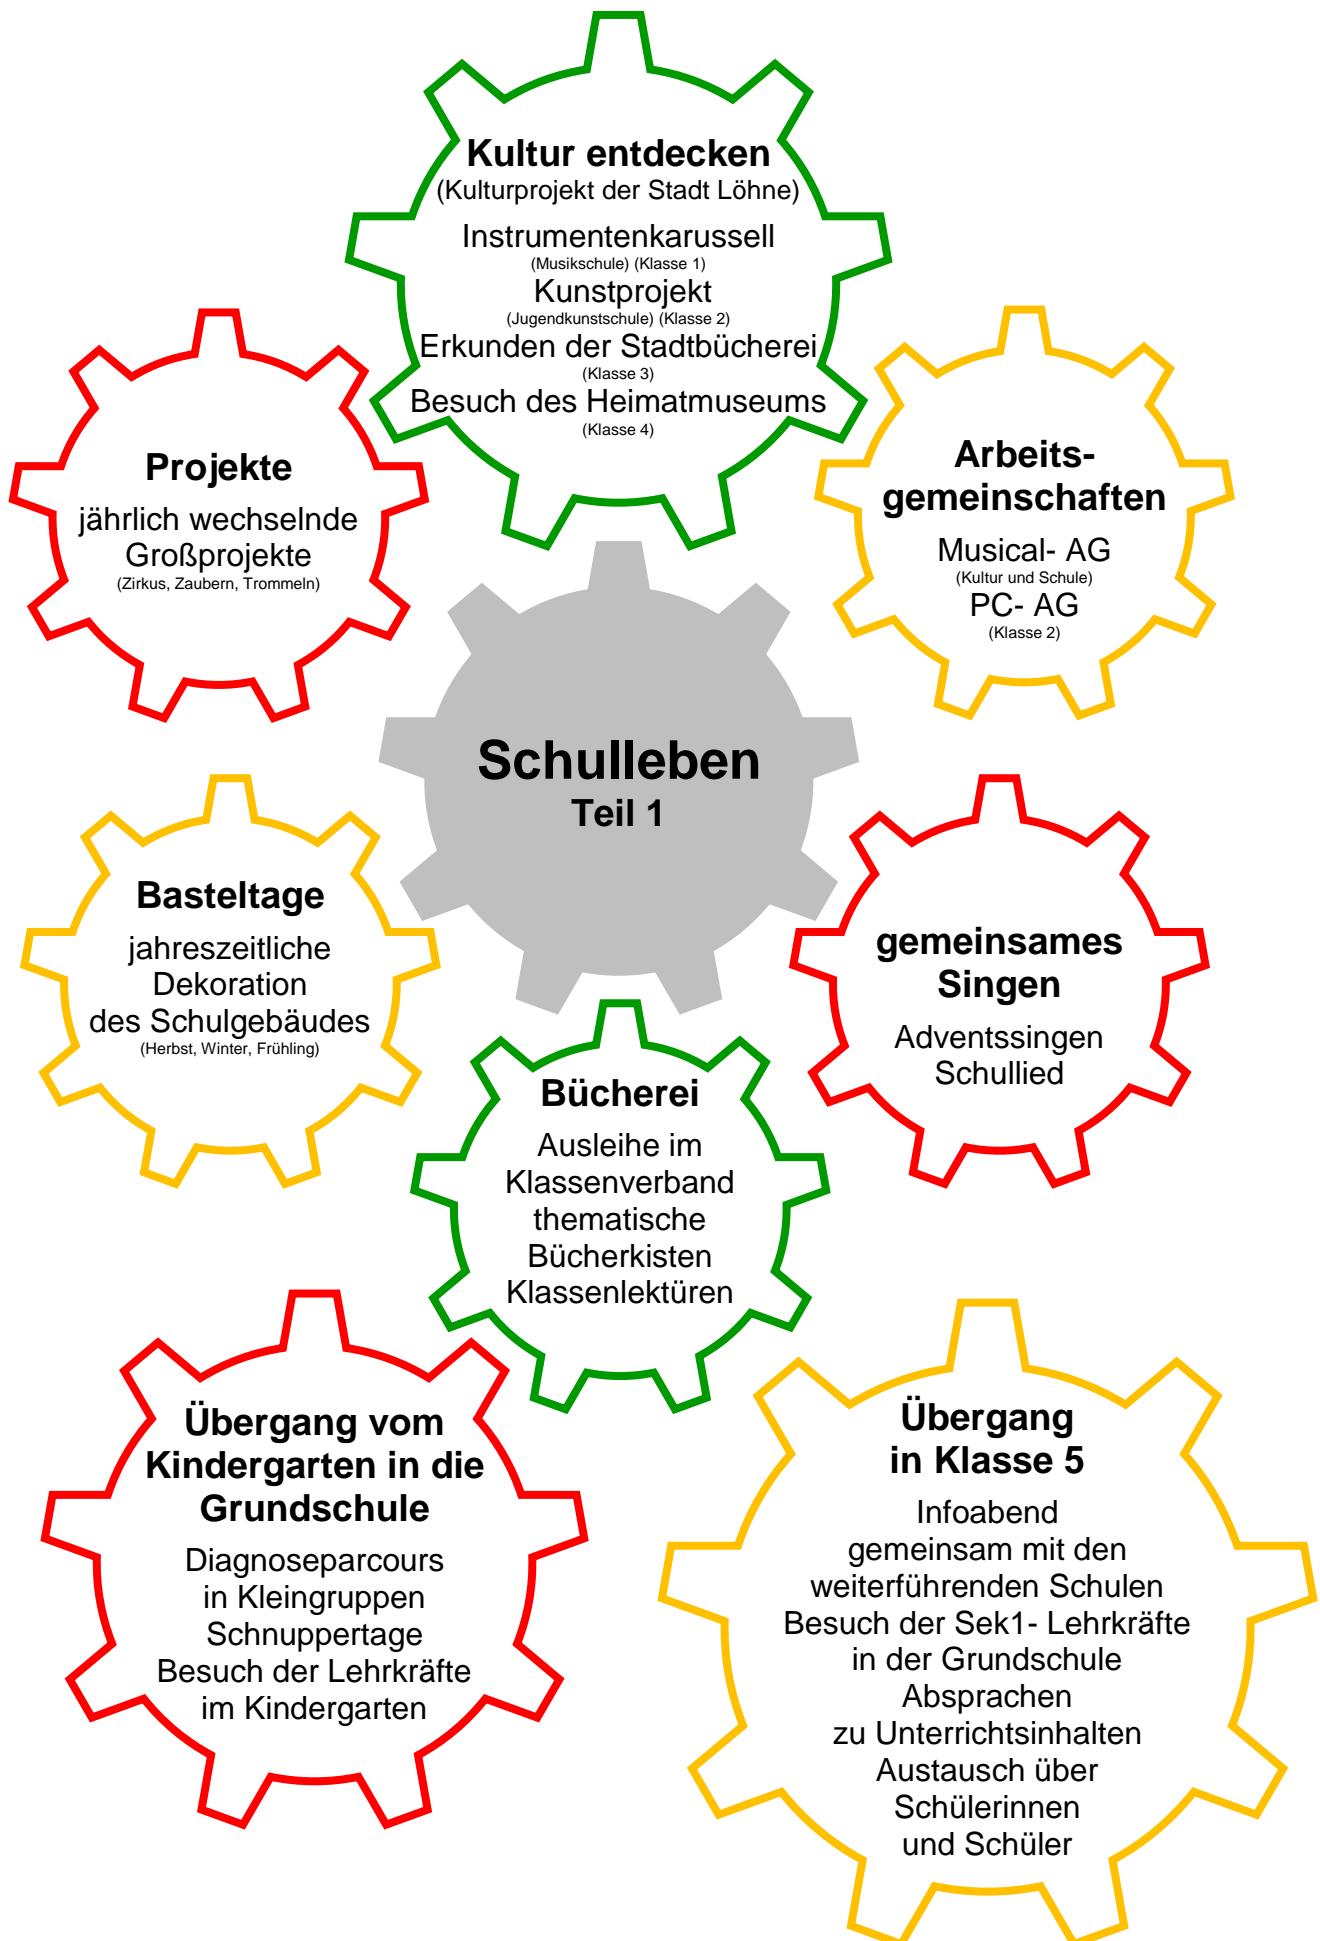 Kultur entdecken
(Kulturprojekt der Stadt Löhne)
Instrumentenkarussell
(Musikschule) (Klasse 1)
Kunstprojekt
(Jugendkunstschule) (Klasse 2)
Erkunden der Stadtbücherei
(Klasse 3)
Besuch des Heimatmuseums
(Klasse 4)
Projekte
jährlich wechselnde
Großprojekte
(Zirkus, Zaubern, Trommeln)
Arbeits-
gemeinschaften
Musical- AG
(Kultur und Schule)
PC- AG
(Klasse 2)
Schulleben
Teil 1
Basteltage
jahreszeitliche
Dekoration
des Schulgebäudes
(Herbst, Winter, Frühling)
gemeinsames
Singen
Adventssingen
Schullied
Bücherei
Ausleihe im
Klassenverband
thematische
Bücherkisten
Klassenlektüren
Übergang vom
Kindergarten in die
Grundschule
Diagnoseparcours
in Kleingruppen
Schnuppertage
Besuch der Lehrkräfte
im Kindergarten
Übergang
in Klasse 5
Infoabend
gemeinsam mit den
weiterführenden Schulen
Besuch der Sek1- Lehrkräfte
in der Grundschule
Absprachen
zu Unterrichtsinhalten
Austausch über
Schülerinnen
und Schüler